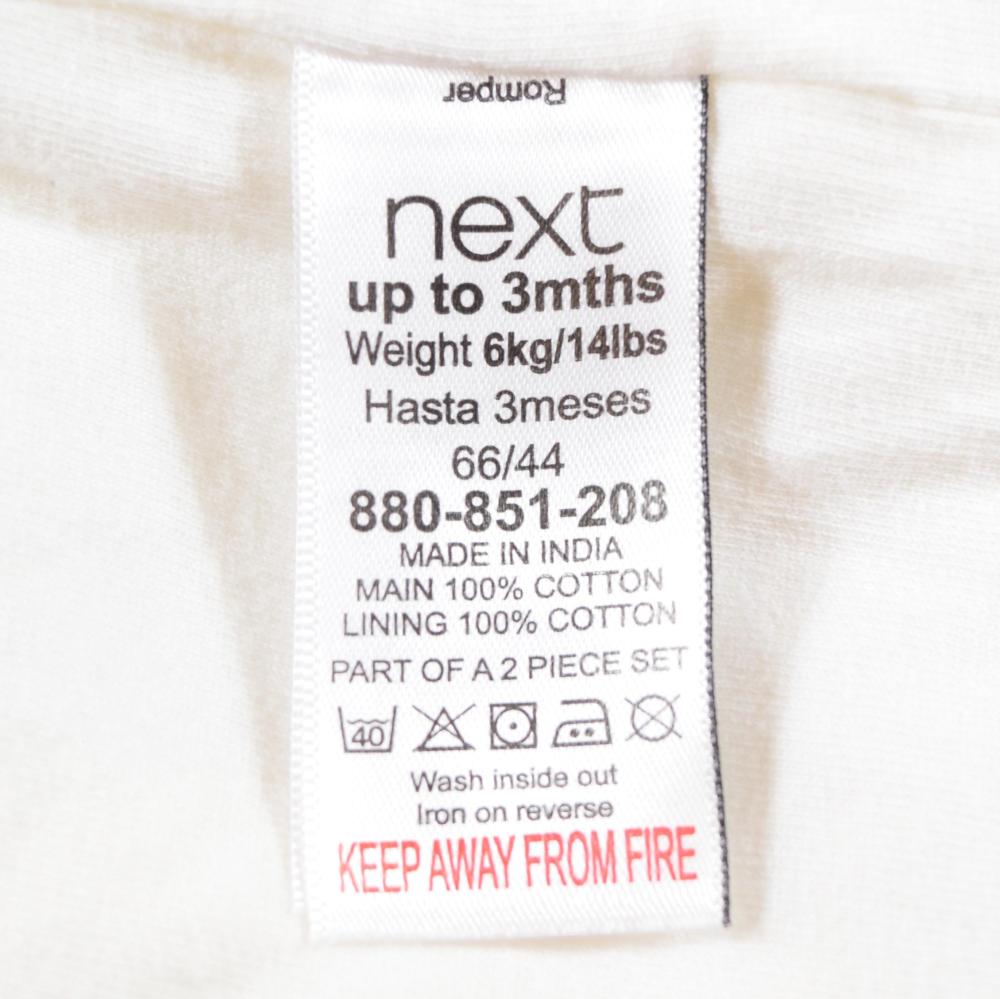 Romper
next
up to 3mths
Weight 6kg/14lbs
Hasta 3meses
66/44
880-851-208
MADE IN INDIA
MAIN 100% COTTON
LINING 100% COTTON
PART OF A 2 PIECE SET
40
Wash inside out
Iron on reverse
KEEP AWAY FROM FIRE